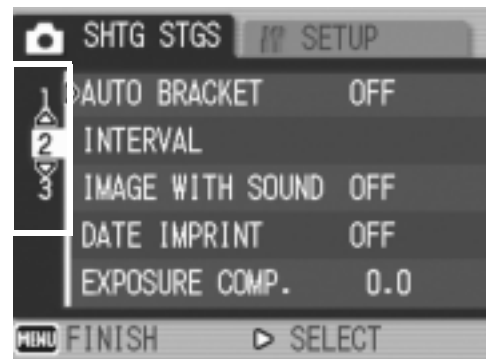 SHTG STGS SETUP
1 AUTO BRACKET OFF
2 INTERVAL
3 IMAGE WITH SOUND OFF
DATE IMPRINT OFF
EXPOSURE COMP. 0.0
MENU FINISH SELECT